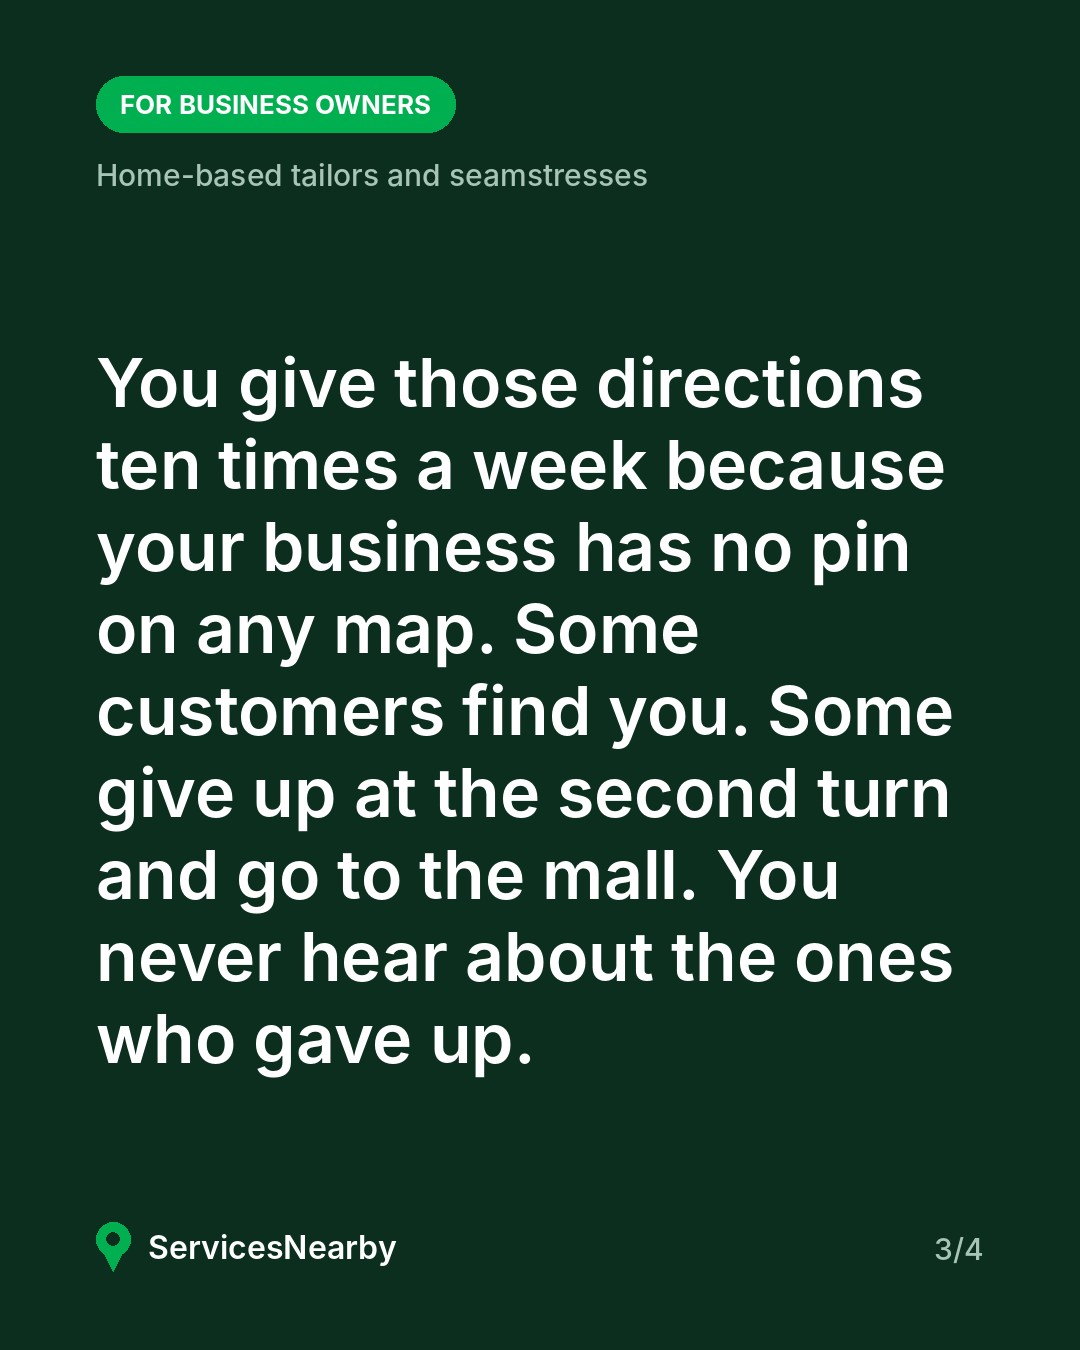 FOR BUSINESS OWNERS
Home-based tailors and seamstresses
You give those directions
ten times a week because
your business has no pin
on any map. Some
customers find you. Some
give up at the second turn
and go to the mall. You
never hear about the ones
who gave up.
ServicesNearby
3/4